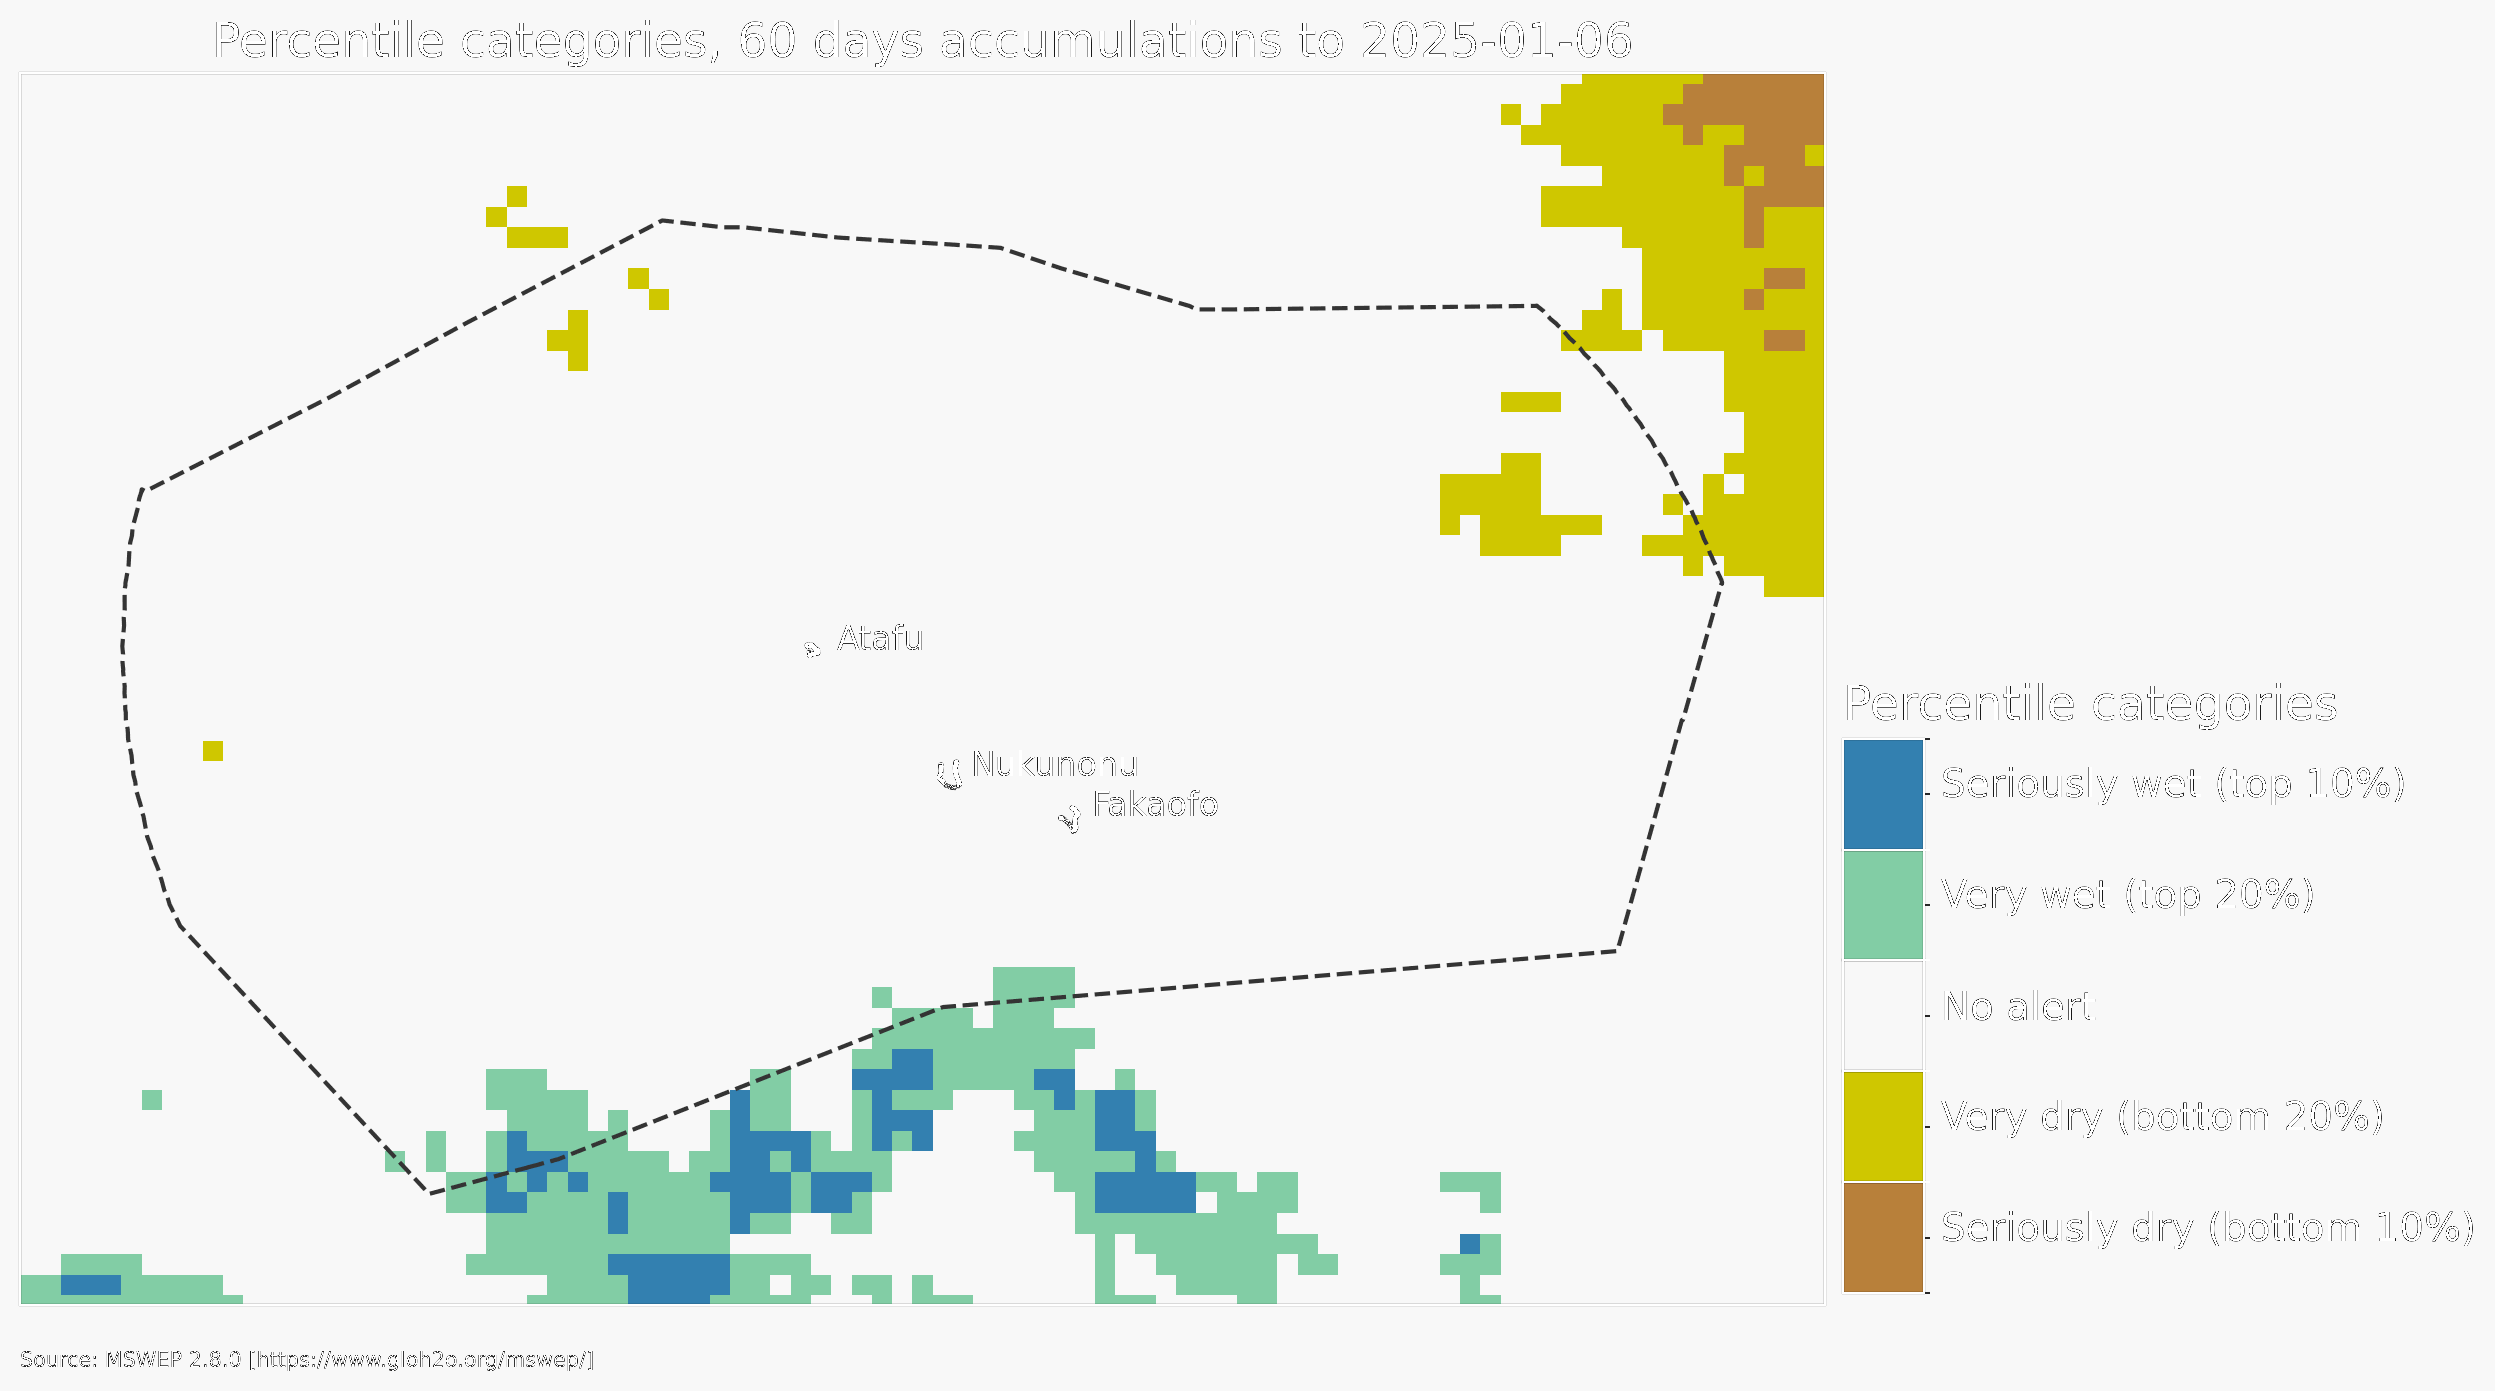 Percentile categories, 60 days accumulations to 2025-01-06
Atafu
Nukunonu
Fakaofo
Percentile categories
Seriously wet (top 10%)
Very wet (top 20%)
No alert
Very dry (bottom 20%)
Seriously dry (bottom 10%)
Source: MSWEP 2.8.0 [https://www.gloh2o.org/mswep/]